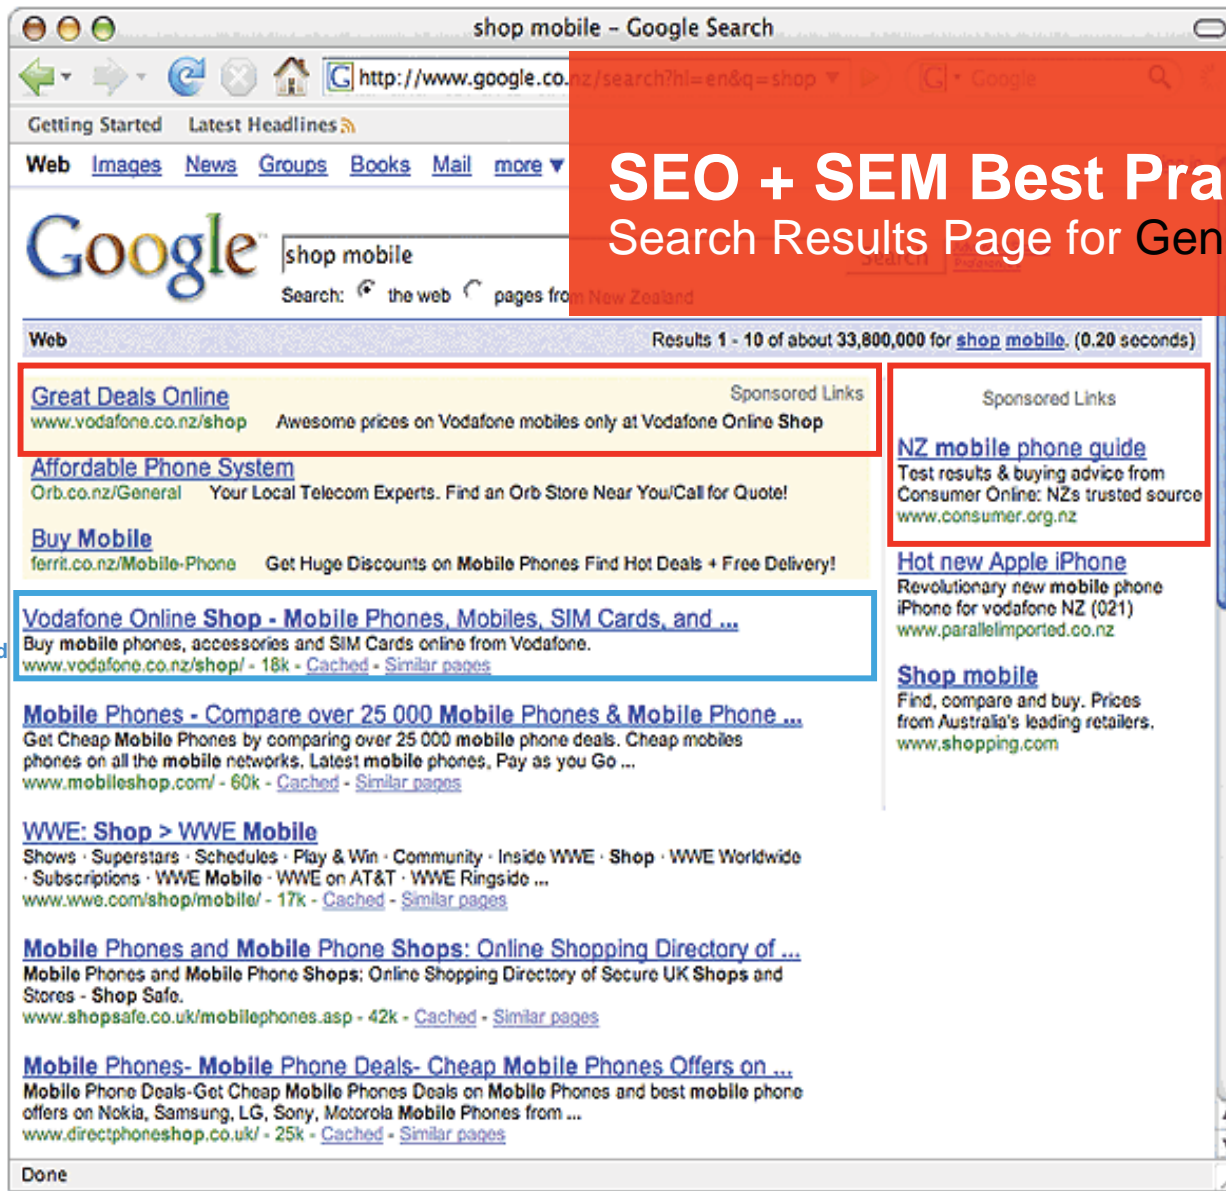 shop mobile – Google Search
http://www.google.co.nz/search?hl=en&q=shop
Google
Getting Started Latest Headlines
Web Images News Groups Books Mail more ▼
SEO + SEM Best Pra
Search Results Page for Gen
Google
shop mobile
Search
Preferences
Search: the web pages from New Zealand
Web Results 1 - 10 of about 33,800,000 for shop mobile. (0.20 seconds)
Great Deals Online Sponsored Links
www.vodafone.co.nz/shop Awesome prices on Vodafone mobiles only at Vodafone Online Shop
Affordable Phone System
Orb.co.nz/General Your Local Telecom Experts. Find an Orb Store Near You/Call for Quote!
Buy Mobile
ferrit.co.nz/Mobile-Phone Get Huge Discounts on Mobile Phones Find Hot Deals + Free Delivery!
Vodafone Online Shop - Mobile Phones, Mobiles, SIM Cards, and ...
Buy mobile phones, accessories and SIM Cards online from Vodafone.
www.vodafone.co.nz/shop/ - 18k - Cached - Similar pages
Mobile Phones - Compare over 25 000 Mobile Phones & Mobile Phone ...
Get Cheap Mobile Phones by comparing over 25 000 mobile phone deals. Cheap mobiles
phones on all the mobile networks. Latest mobile phones, Pay as you Go ...
www.mobileshop.com/ - 60k - Cached - Similar pages
WWE: Shop > WWE Mobile
Shows · Superstars · Schedules · Play & Win · Community · Inside WWE · Shop · WWE Worldwide
· Subscriptions · WWE Mobile · WWE on AT&T · WWE Ringside ...
www.wwe.com/shop/mobile/ - 17k - Cached - Similar pages
Mobile Phones and Mobile Phone Shops: Online Shopping Directory of ...
Mobile Phones and Mobile Phone Shops: Online Shopping Directory of Secure UK Shops and
Stores - Shop Safe.
www.shopsafe.co.uk/mobilephones.asp - 42k - Cached - Similar pages
Mobile Phones- Mobile Phone Deals- Cheap Mobile Phones Offers on ...
Mobile Phone Deals-Get Cheap Mobile Phones Deals on Mobile Phones and best mobile phone
offers on Nokia, Samsung, LG, Sony, Motorola Mobile Phones from ...
www.directphoneshop.co.uk/ - 25k - Cached - Similar pages
Sponsored Links
NZ mobile phone guide
Test results & buying advice from
Consumer Online: NZs trusted source
www.consumer.org.nz
Hot new Apple iPhone
Revolutionary new mobile phone
iPhone for vodafone NZ (021)
www.parallelimported.co.nz
Shop mobile
Find, compare and buy. Prices
from Australia's leading retailers.
www.shopping.com
Done